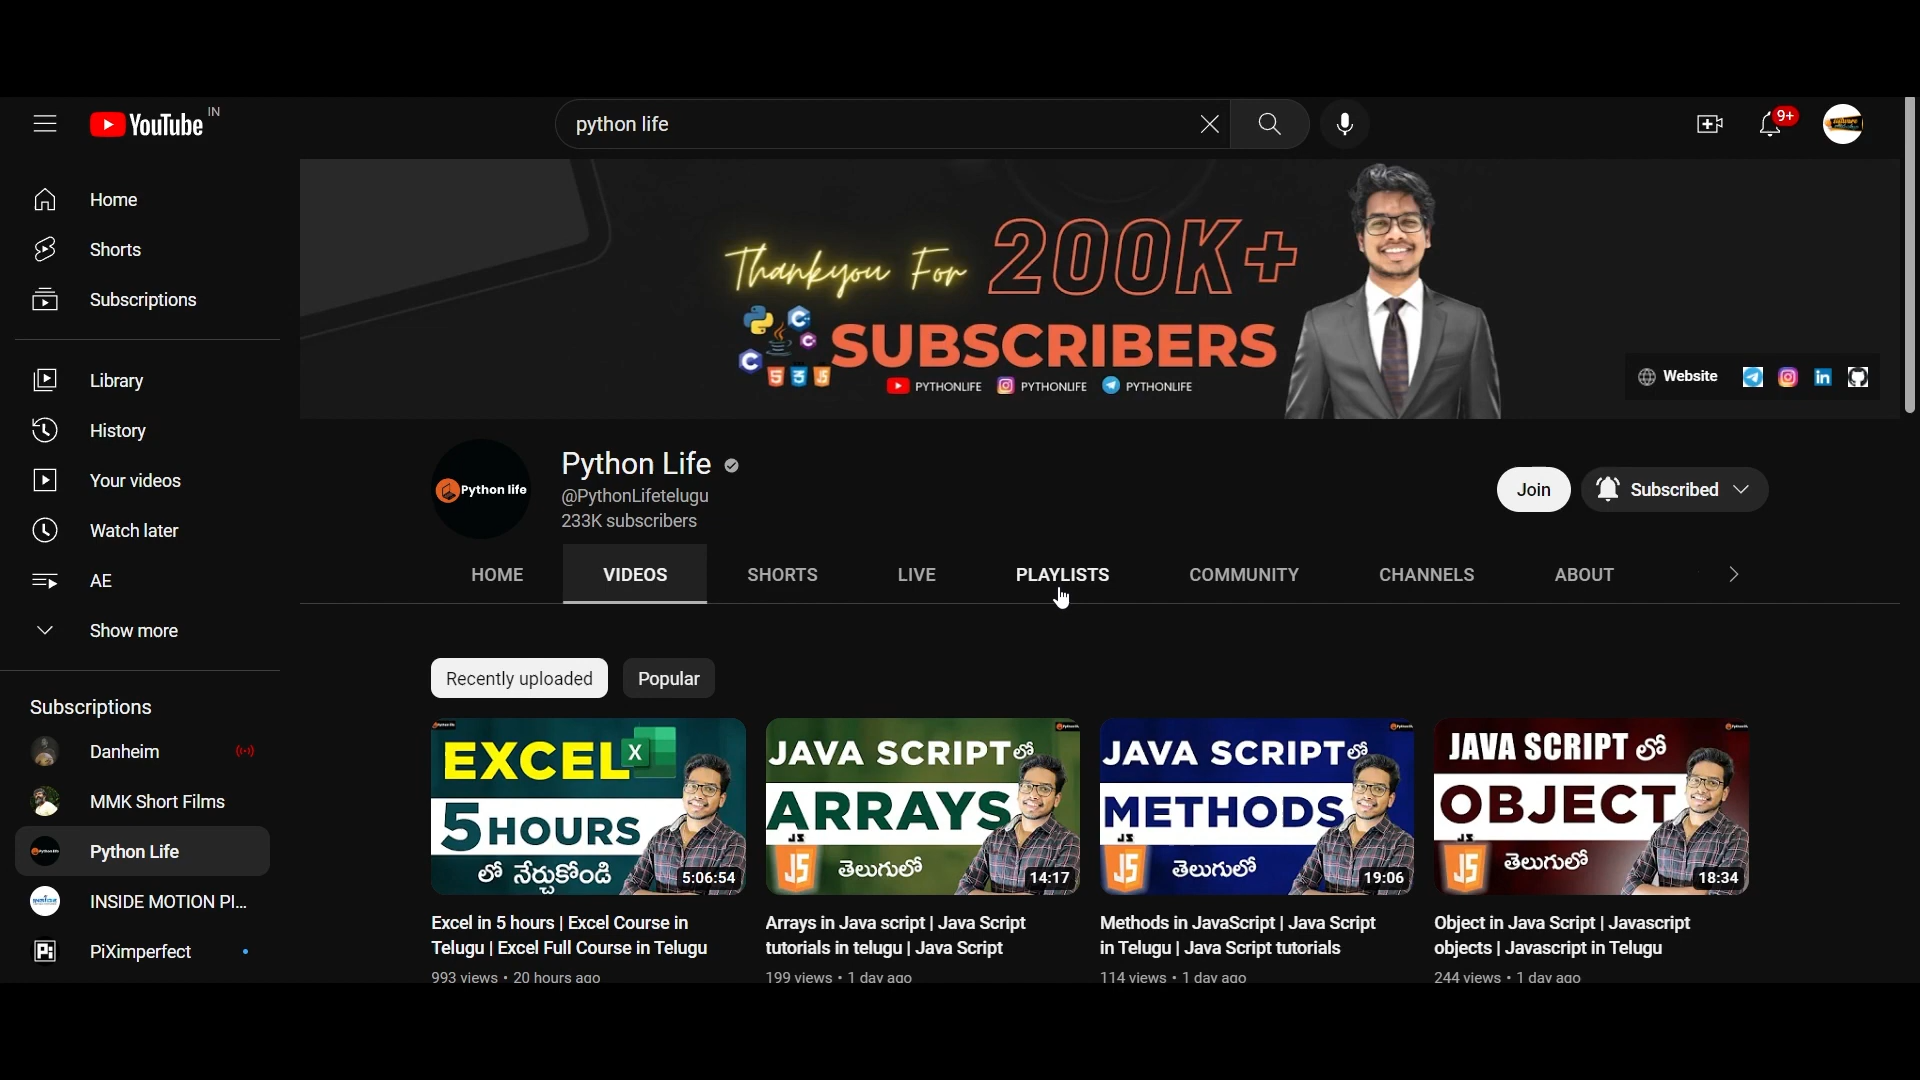 YouTube IN
python life
9+
Home
Shorts
Subscriptions
Library
History
Your videos
Watch later
AE
Show more
Subscriptions
Danheim
MMK Short Films
Python Life
INSIDE MOTION PI...
PiXimperfect
Thankyou For 200K+
SUBSCRIBERS
PYTHONLIFE PYTHONLIFE PYTHONLIFE
Website
Python life
Python Life
@PythonLifetelugu
233K subscribers
Join
Subscribed
HOME VIDEOS SHORTS LIVE PLAYLISTS COMMUNITY CHANNELS ABOUT
Recently uploaded Popular
EXCEL X
5 HOURS
లో నేర్చుకోండి
5:06:54
Excel in 5 hours | Excel Course in
Telugu | Excel Full Course in Telugu
993 views • 20 hours ago
JAVA SCRIPT లో
ARRAYS
JS
తెలుగులో
14:17
Arrays in Java script | Java Script
tutorials in telugu | Java Script
199 views • 1 day ago
JAVA SCRIPT లో
METHODS
JS
తెలుగులో
19:06
Methods in JavaScript | Java Script
in Telugu | Java Script tutorials
114 views • 1 day ago
JAVA SCRIPT లో
OBJECT
JS
తెలుగులో
18:34
Object in Java Script | Javascript
objects | Javascript in Telugu
244 views • 1 day ago